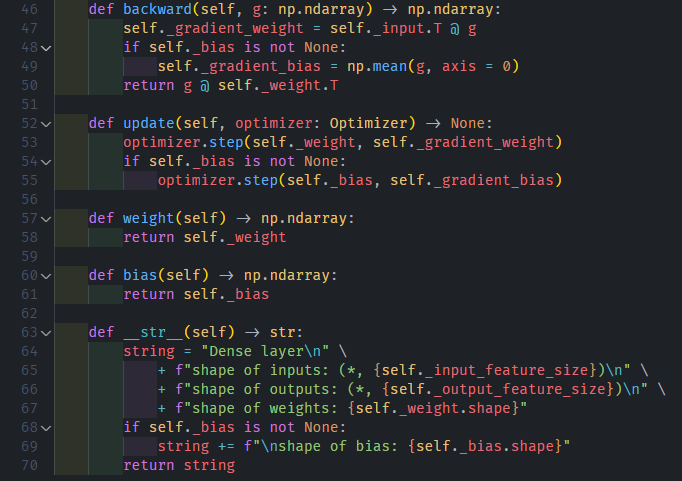 46 def backward(self, g: np.ndarray) -> np.ndarray:
47 self._gradient_weight = self._input.T @ g
48 if self._bias is not None:
49 self._gradient_bias = np.mean(g, axis = 0)
50 return g @ self._weight.T
51
52 def update(self, optimizer: Optimizer) -> None:
53 optimizer.step(self._weight, self._gradient_weight)
54 if self._bias is not None:
55 optimizer.step(self._bias, self._gradient_bias)
56
57 def weight(self) -> np.ndarray:
58 return self._weight
59
60 def bias(self) -> np.ndarray:
61 return self._bias
62
63 def __str__(self) -> str:
64 string = "Dense layer\n" \
65 + f"shape of inputs: (*, {self._input_feature_size})\n" \
66 + f"shape of outputs: (*, {self._output_feature_size})\n" \
67 + f"shape of weights: {self._weight.shape}"
68 if self._bias is not None:
69 string += f"\nshape of bias: {self._bias.shape}"
70 return string